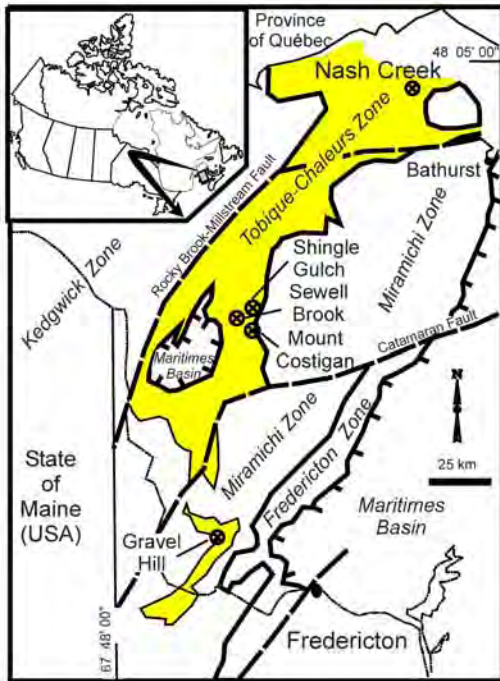 Province
of Québec
48 05' 00"
Nash Creek
Tobique-Chaleurs Zone
Rocky Brook-Millstream Fault
Bathurst
Kedgwick Zone
Miramichi Zone
Shingle
Gulch
Sewell
Brook
Mount
Costigan
Catamaran Fault
Maritimes
Basin
N
25 km
Miramichi Zone
Fredericton Zone
State
of
Maine
(USA)
Maritimes
Basin
Gravel
Hill
67 48' 00"
Fredericton